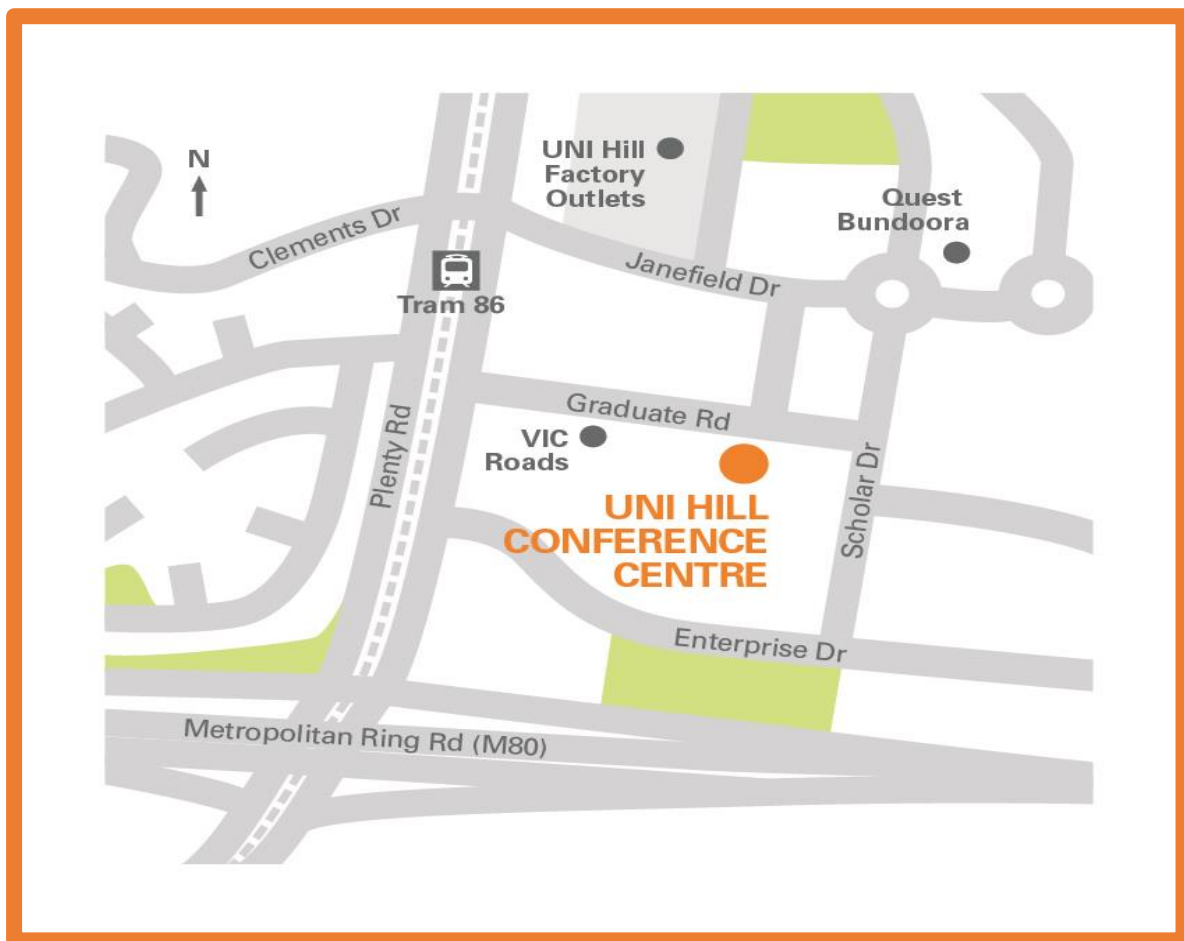 N
UNI Hill
Factory
Outlets
Quest
Bundoora
Clements Dr
Janefield Dr
Tram 86
Graduate Rd
Plenty Rd
VIC
Roads
Scholar Dr
UNI HILL
CONFERENCE
CENTRE
Enterprise Dr
Metropolitan Ring Rd (M80)